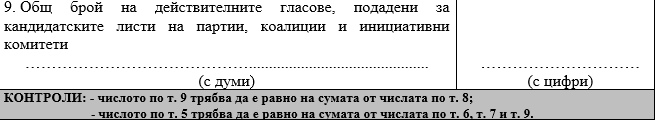 9. Общ брой на действителните гласове, подадени за
кандидатските листи на партии, коалиции и инициативни
комитети
……………………………………………………………………………… ……………………………
(с думи) (с цифри)
КОНТРОЛИ: - числото по т. 9 трябва да е равно на сумата от числата по т. 8;
- числото по т. 5 трябва да е равно на сумата от числата по т. 6, т. 7 и т. 9.